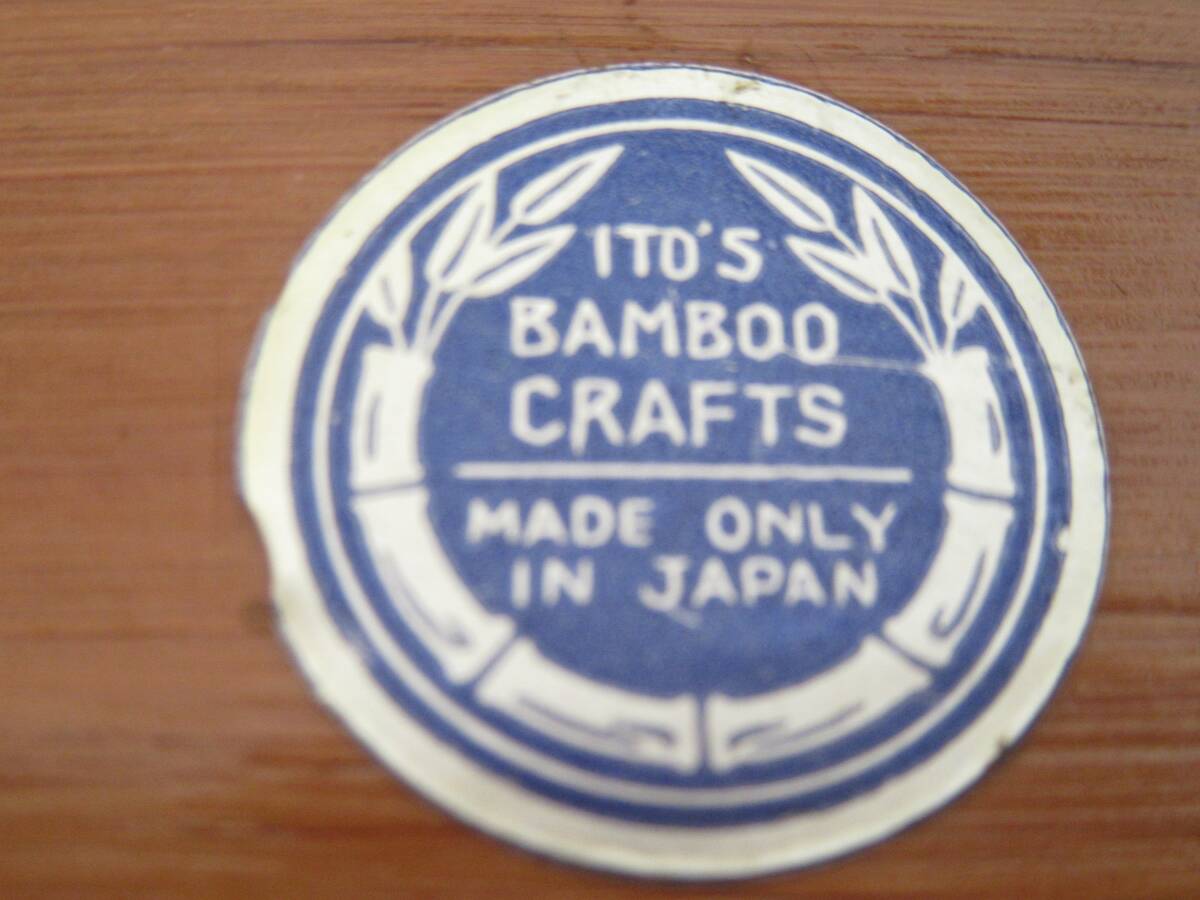 ITO'S
BAMBOO
CRAFTS
MADE ONLY
IN JAPAN